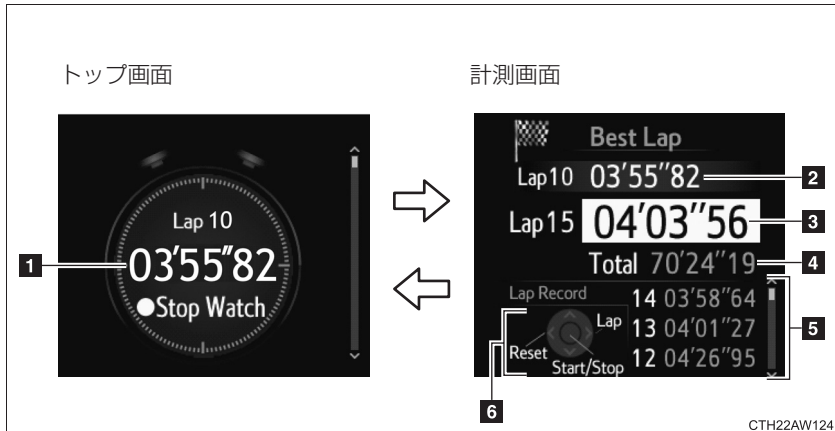 トップ画面
計測画面
Lap 10
03′55″82
●Stop Watch
1
Best Lap
Lap10 03′55″82
2
Lap15 04′03″56
3
Total 70′24″19
4
Lap Record
14 03′58″64
13 04′01″27
12 04′26″95
5
Lap
Reset
Start/Stop
6
CTH22AW124